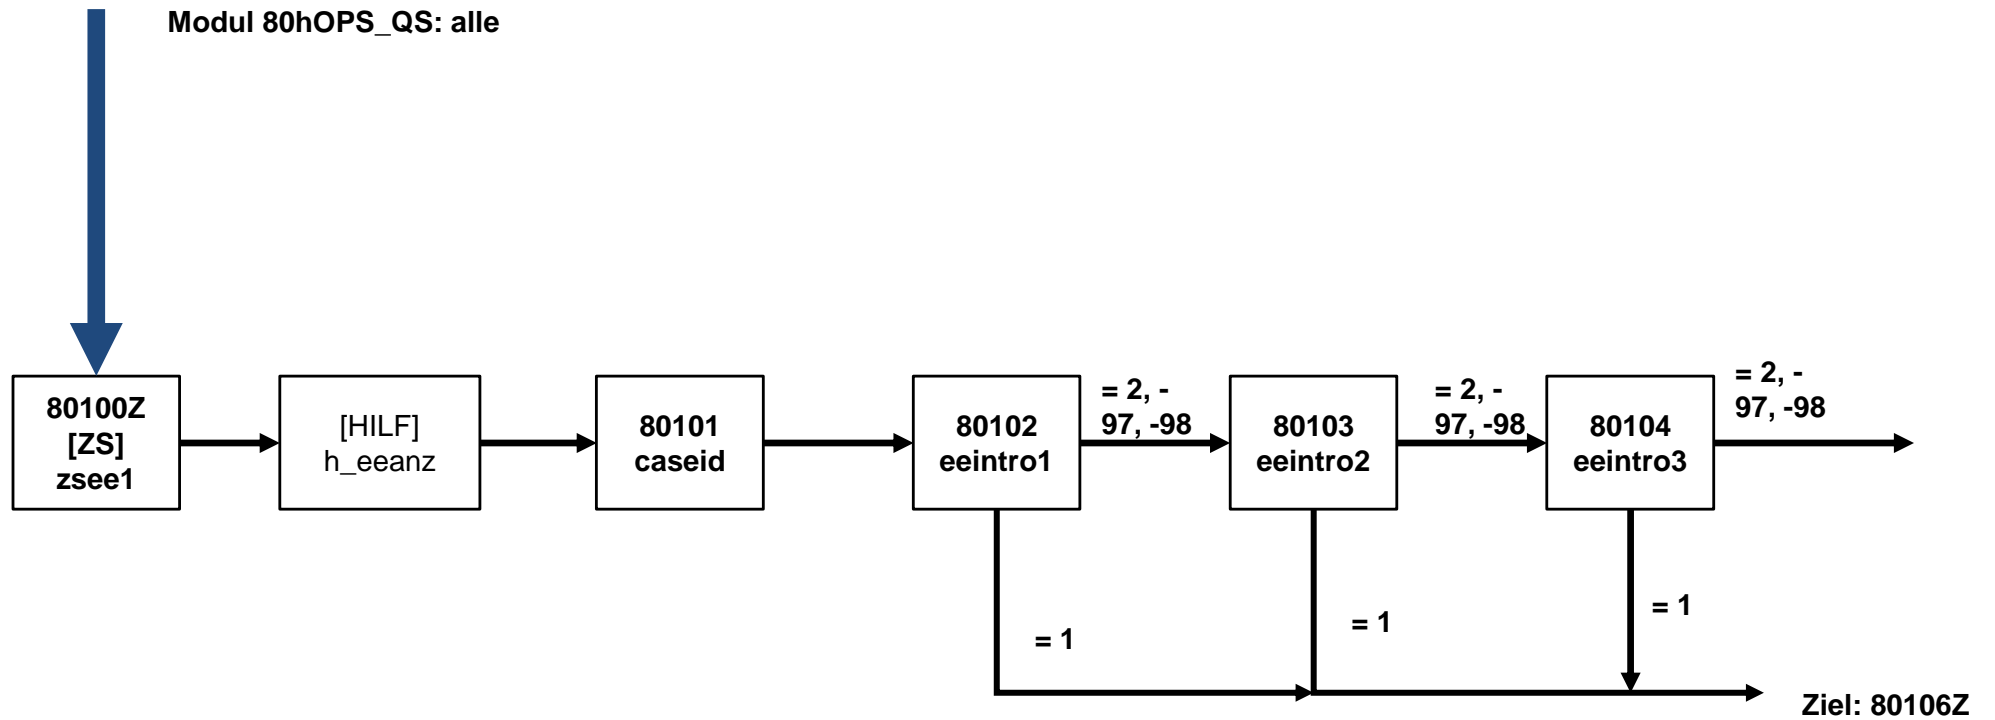 Modul 80hOPS_QS: alle
80100Z
[ZS]
zsee1
[HILF]
h_eeanz
80101
caseid
80102
eeintro1
= 2, -
97, -98
80103
eeintro2
= 2, -
97, -98
80104
eeintro3
= 2, -
97, -98
= 1
= 1
= 1
Ziel: 80106Z